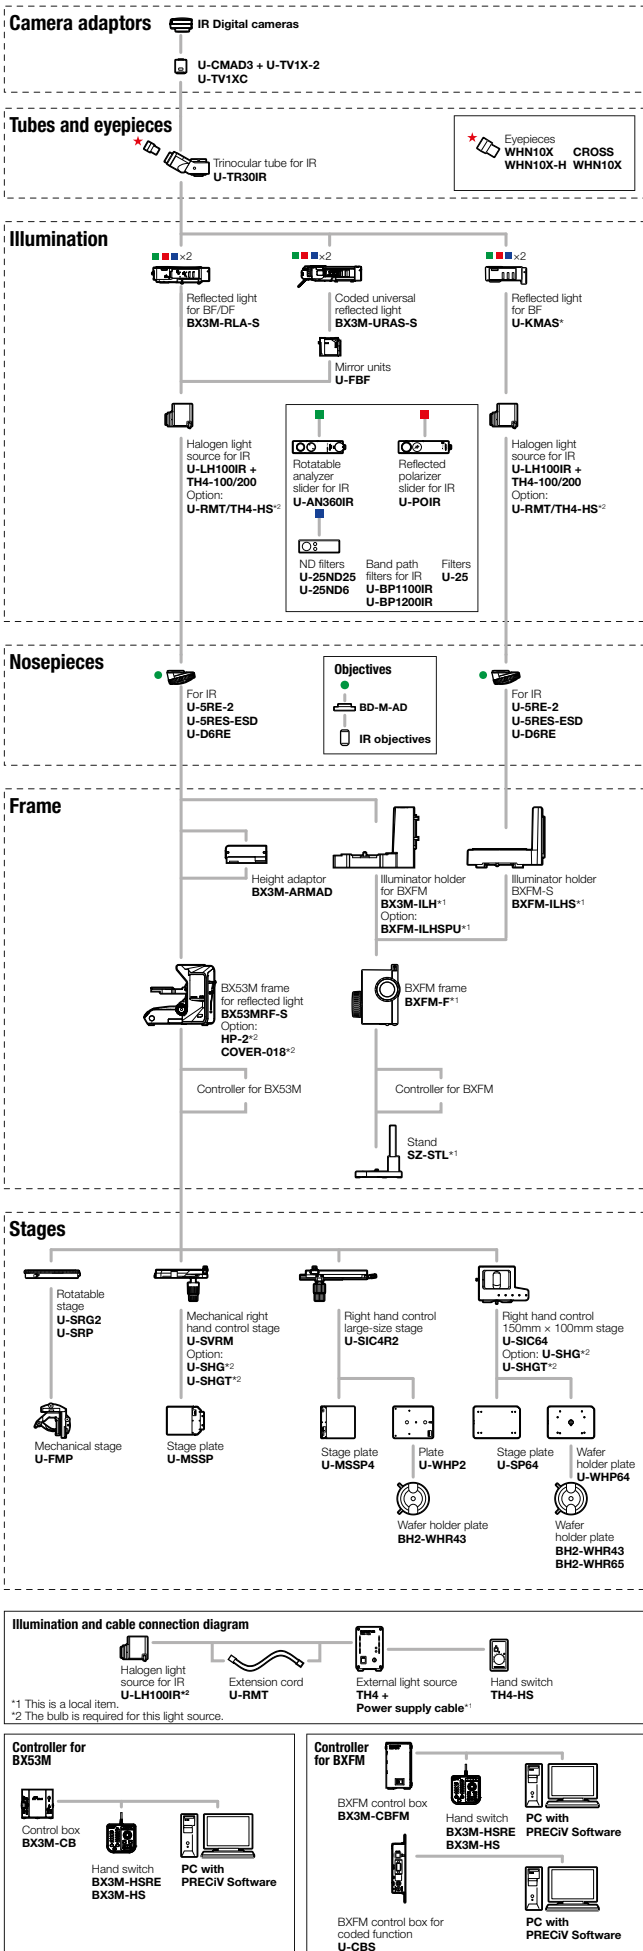 Camera adaptors
IR Digital cameras
U-CMAD3 + U-TV1X-2
U-TV1XC
Tubes and eyepieces
Trinocular tube for IR
U-TR30IR
Eyepieces
WHN10X CROSS
WHN10X-H WHN10X
Illumination
×2
Reflected light
for BF/DF
BX3M-RLA-S
×2
Coded universal
reflected light
BX3M-URAS-S
×2
Reflected light
for BF
U-KMAS*
Mirror units
U-FBF
Halogen light
source for IR
U-LH100IR +
TH4-100/200
Option:
U-RMT/TH4-HS*2
Rotatable
analyzer
slider for IR
U-AN360IR
Reflected
polarizer
slider for IR
U-POIR
ND filters
U-25ND25
U-25ND6
Band path
filters for IR
U-BP1100IR
U-BP1200IR
Filters
U-25
Halogen light
source for IR
U-LH100IR +
TH4-100/200
Option:
U-RMT/TH4-HS*2
Nosepieces
For IR
U-5RE-2
U-5RES-ESD
U-D6RE
Objectives
BD-M-AD
IR objectives
For IR
U-5RE-2
U-5RES-ESD
U-D6RE
Frame
Height adaptor
BX3M-ARMAD
Illuminator holder
for BXFM
BX3M-ILH*1
Option:
BXFM-ILHSPU*1
Illuminator holder
BXFM-S
BXFM-ILHS*1
BX53M frame
for reflected light
BX53MRF-S
Option:
HP-2*2
COVER-018*2
BXFM frame
BXFM-F*1
Controller for BX53M
Controller for BXFM
Stand
SZ-STL*1
Stages
Rotatable
stage
U-SRG2
U-SRP
Mechanical right
hand control stage
U-SVRM
Option:
U-SHG*2
U-SHGT*2
Right hand control
large-size stage
U-SIC4R2
Right hand control
150mm × 100mm stage
U-SIC64
Option: U-SHG*2
U-SHGT*2
Mechanical stage
U-FMP
Stage plate
U-MSSP
Stage plate
U-MSSP4
Plate
U-WHP2
Stage plate
U-SP64
Wafer
holder plate
U-WHP64
Wafer holder plate
BH2-WHR43
Wafer
holder plate
BH2-WHR43
BH2-WHR65
Illumination and cable connection diagram
Halogen light
source for IR
U-LH100IR*2
Extension cord
U-RMT
External light source
TH4 +
Power supply cable*1
Hand switch
TH4-HS
*1 This is a local item.
*2 The bulb is required for this light source.
Controller for
BX53M
Control box
BX3M-CB
Hand switch
BX3M-HSRE
BX3M-HS
PC with
PRECiV Software
Controller
for BXFM
BXFM control box
BX3M-CBFM
Hand switch
BX3M-HSRE
BX3M-HS
PC with
PRECiV Software
BXFM control box for
coded function
U-CBS
PC with
PRECiV Software